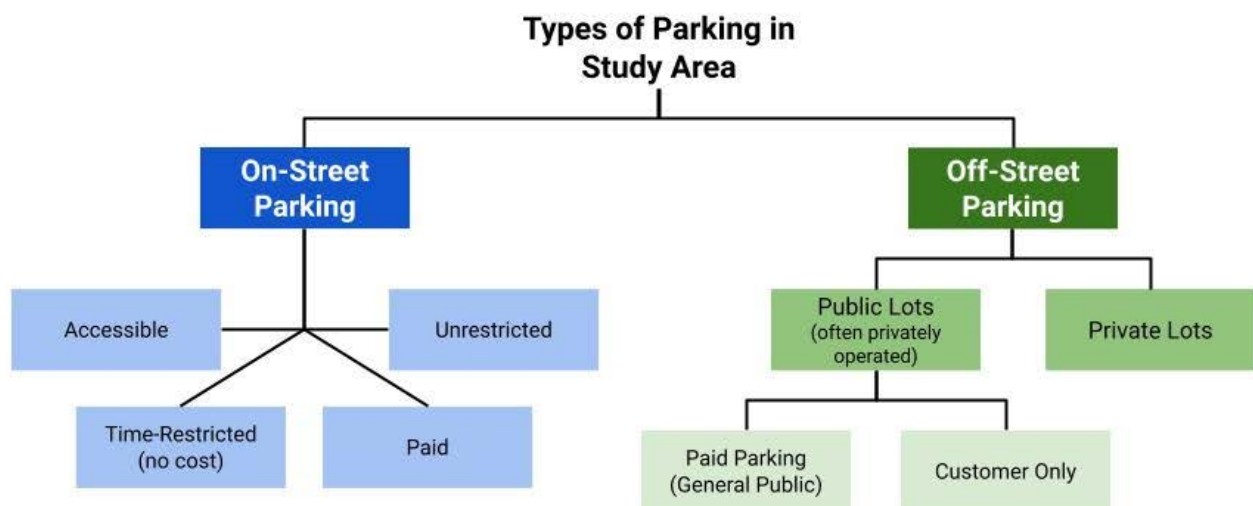 Types of Parking in
Study Area
On-Street
Parking
Off-Street
Parking
Accessible
Unrestricted
Time-Restricted
(no cost)
Paid
Public Lots
(often privately
operated)
Private Lots
Paid Parking
(General Public)
Customer Only